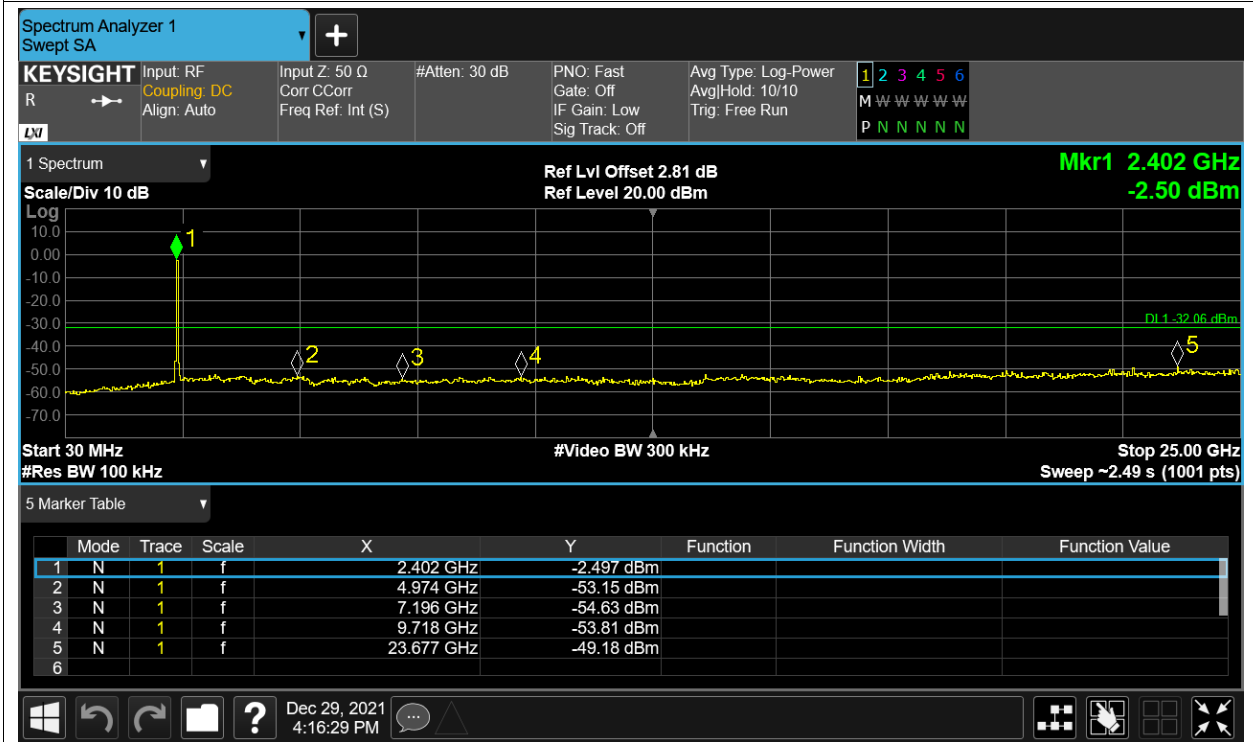 Spectrum Analyzer 1
Swept SA
+
KEYSIGHT Input: RF Input Z: 50 Ω #Atten: 30 dB PNO: Fast Avg Type: Log-Power 1 2 3 4 5 6
R Coupling: DC Corr CCorr Gate: Off Avg|Hold: 10/10 M W W W W W
Align: Auto Freq Ref: Int (S) IF Gain: Low Trig: Free Run
LXI Sig Track: Off P N N N N N
1 Spectrum Ref Lvl Offset 2.81 dB Mkr1 2.402 GHz
Scale/Div 10 dB Ref Level 20.00 dBm -2.50 dBm
Log
10.0 1
0.00
-10.0
-20.0
-30.0 DL1 -32.06 dBm
-40.0 2 3 4 5
-50.0
-60.0
-70.0
Start 30 MHz #Video BW 300 kHz Stop 25.00 GHz
#Res BW 100 kHz Sweep ~2.49 s (1001 pts)
5 Marker Table
Mode Trace Scale X Y Function Function Width Function Value
1 N 1 f 2.402 GHz -2.497 dBm
2 N 1 f 4.974 GHz -53.15 dBm
3 N 1 f 7.196 GHz -54.63 dBm
4 N 1 f 9.718 GHz -53.81 dBm
5 N 1 f 23.677 GHz -49.18 dBm
6
? Dec 29, 2021
4:16:29 PM